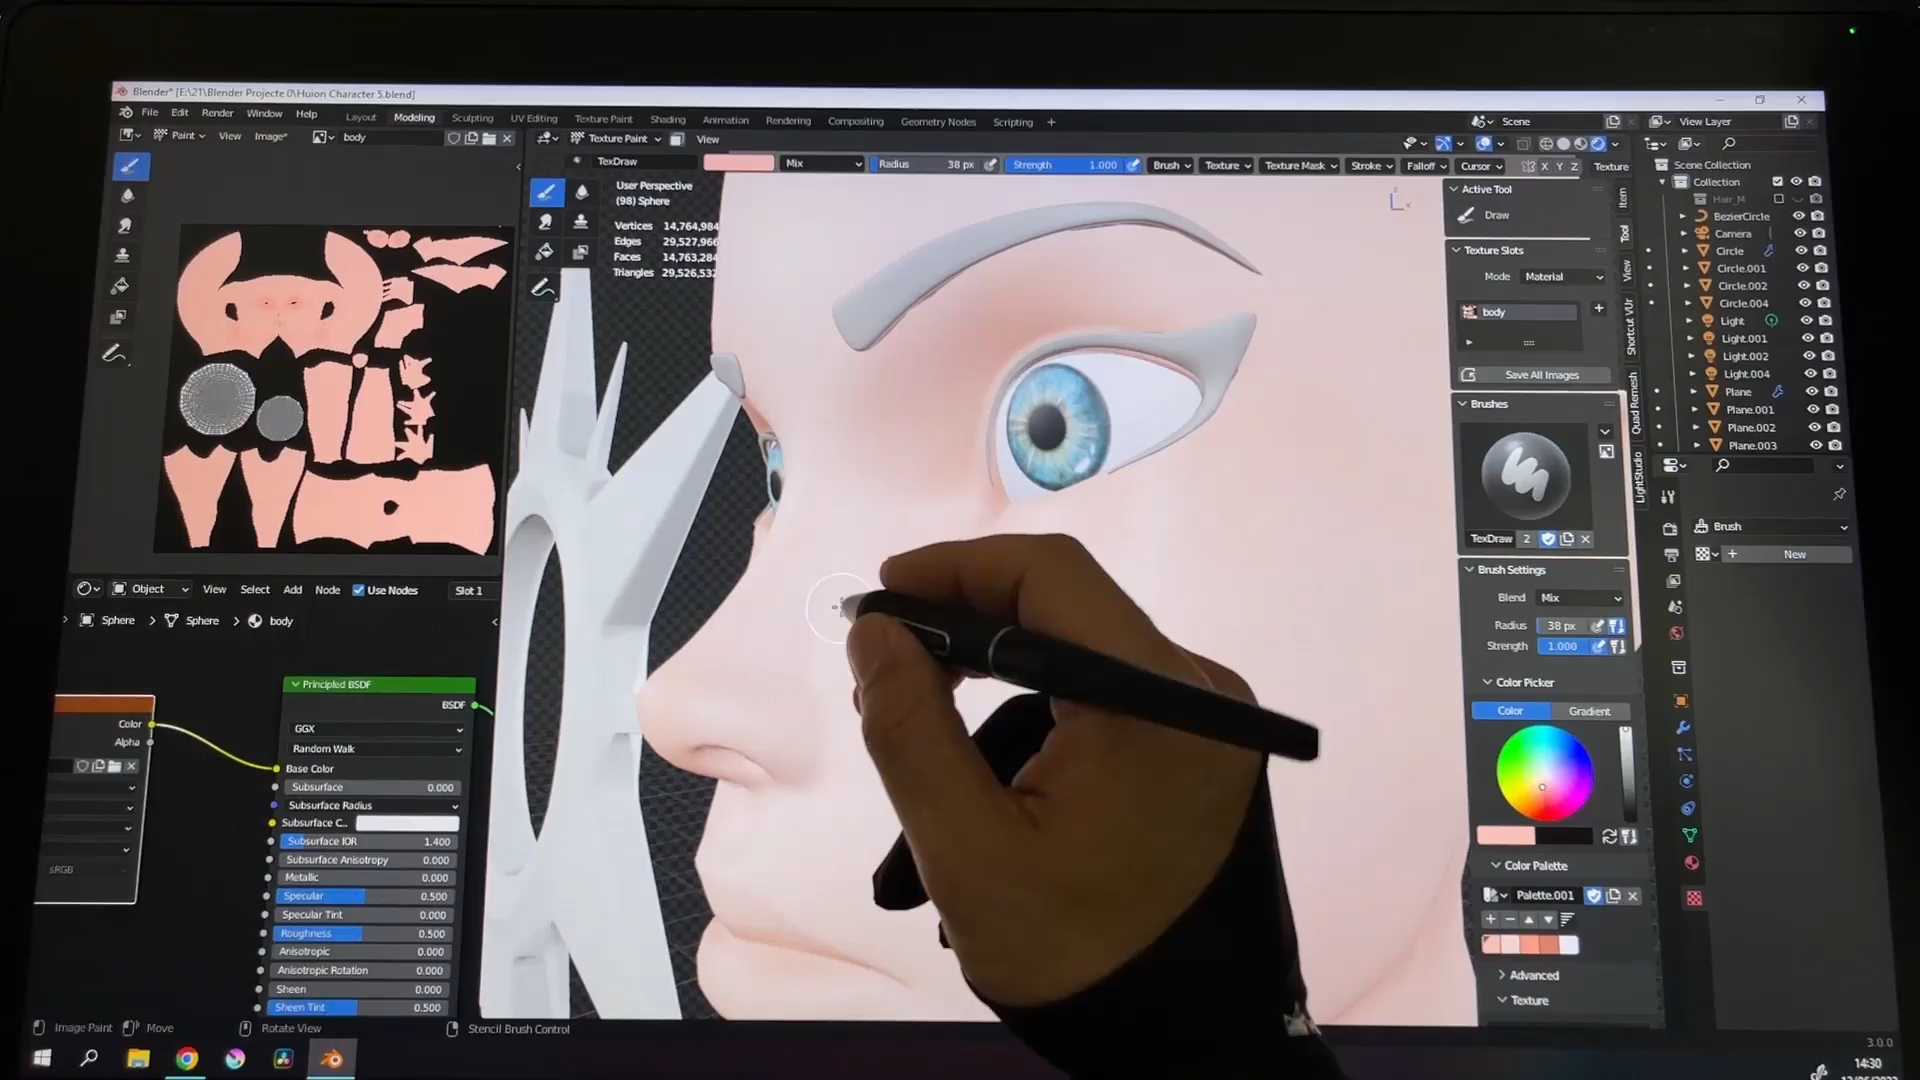 Blender* [E:\21\Blender Projecte 0\Huion Character 5.blend]
File Edit Render Window Help Layout Modeling Sculpting UV Editing Texture Paint Shading Animation Rendering Compositing Geometry Nodes Scripting + Scene View Layer
Paint View Image* body Texture Paint View
TexDraw Mix Radius 38 px Strength 1.000 Brush Texture Texture Mask Stroke Falloff Cursor X Y Z Texture
User Perspective
(98) Sphere
Vertices 14,764,984
Edges 29,527,966
Faces 14,763,284
Triangles 29,526,532
Active Tool
Draw
Texture Slots
Mode Material
body
Save All Images
Brushes
TexDraw 2
Brush Settings
Blend Mix
Radius 38 px
Strength 1.000
Color Picker
Color Gradient
Color Palette
Palette.001
Advanced
Texture
Item
Tool
View
Shortcut VUr
Quad Remesh
LightStudio
Scene Collection
Collection
Hair_M
BezierCircle
Camera
Circle
Circle.001
Circle.002
Circle.004
Light
Light.001
Light.002
Light.004
Plane
Plane.001
Plane.002
Plane.003
Brush
New
Object View Select Add Node Use Nodes Slot 1
Sphere Sphere body
Color
Alpha
sRGB
Principled BSDF
BSDF
GGX
Random Walk
Base Color
Subsurface 0.000
Subsurface Radius
Subsurface C..
Subsurface IOR 1.400
Subsurface Anisotropy 0.000
Metallic 0.000
Specular 0.500
Specular Tint 0.000
Roughness 0.500
Anisotropic 0.000
Anisotropic Rotation 0.000
Sheen 0.000
Sheen Tint 0.500
Image Paint Move Rotate View Stencil Brush Control
3.0.0
14:30